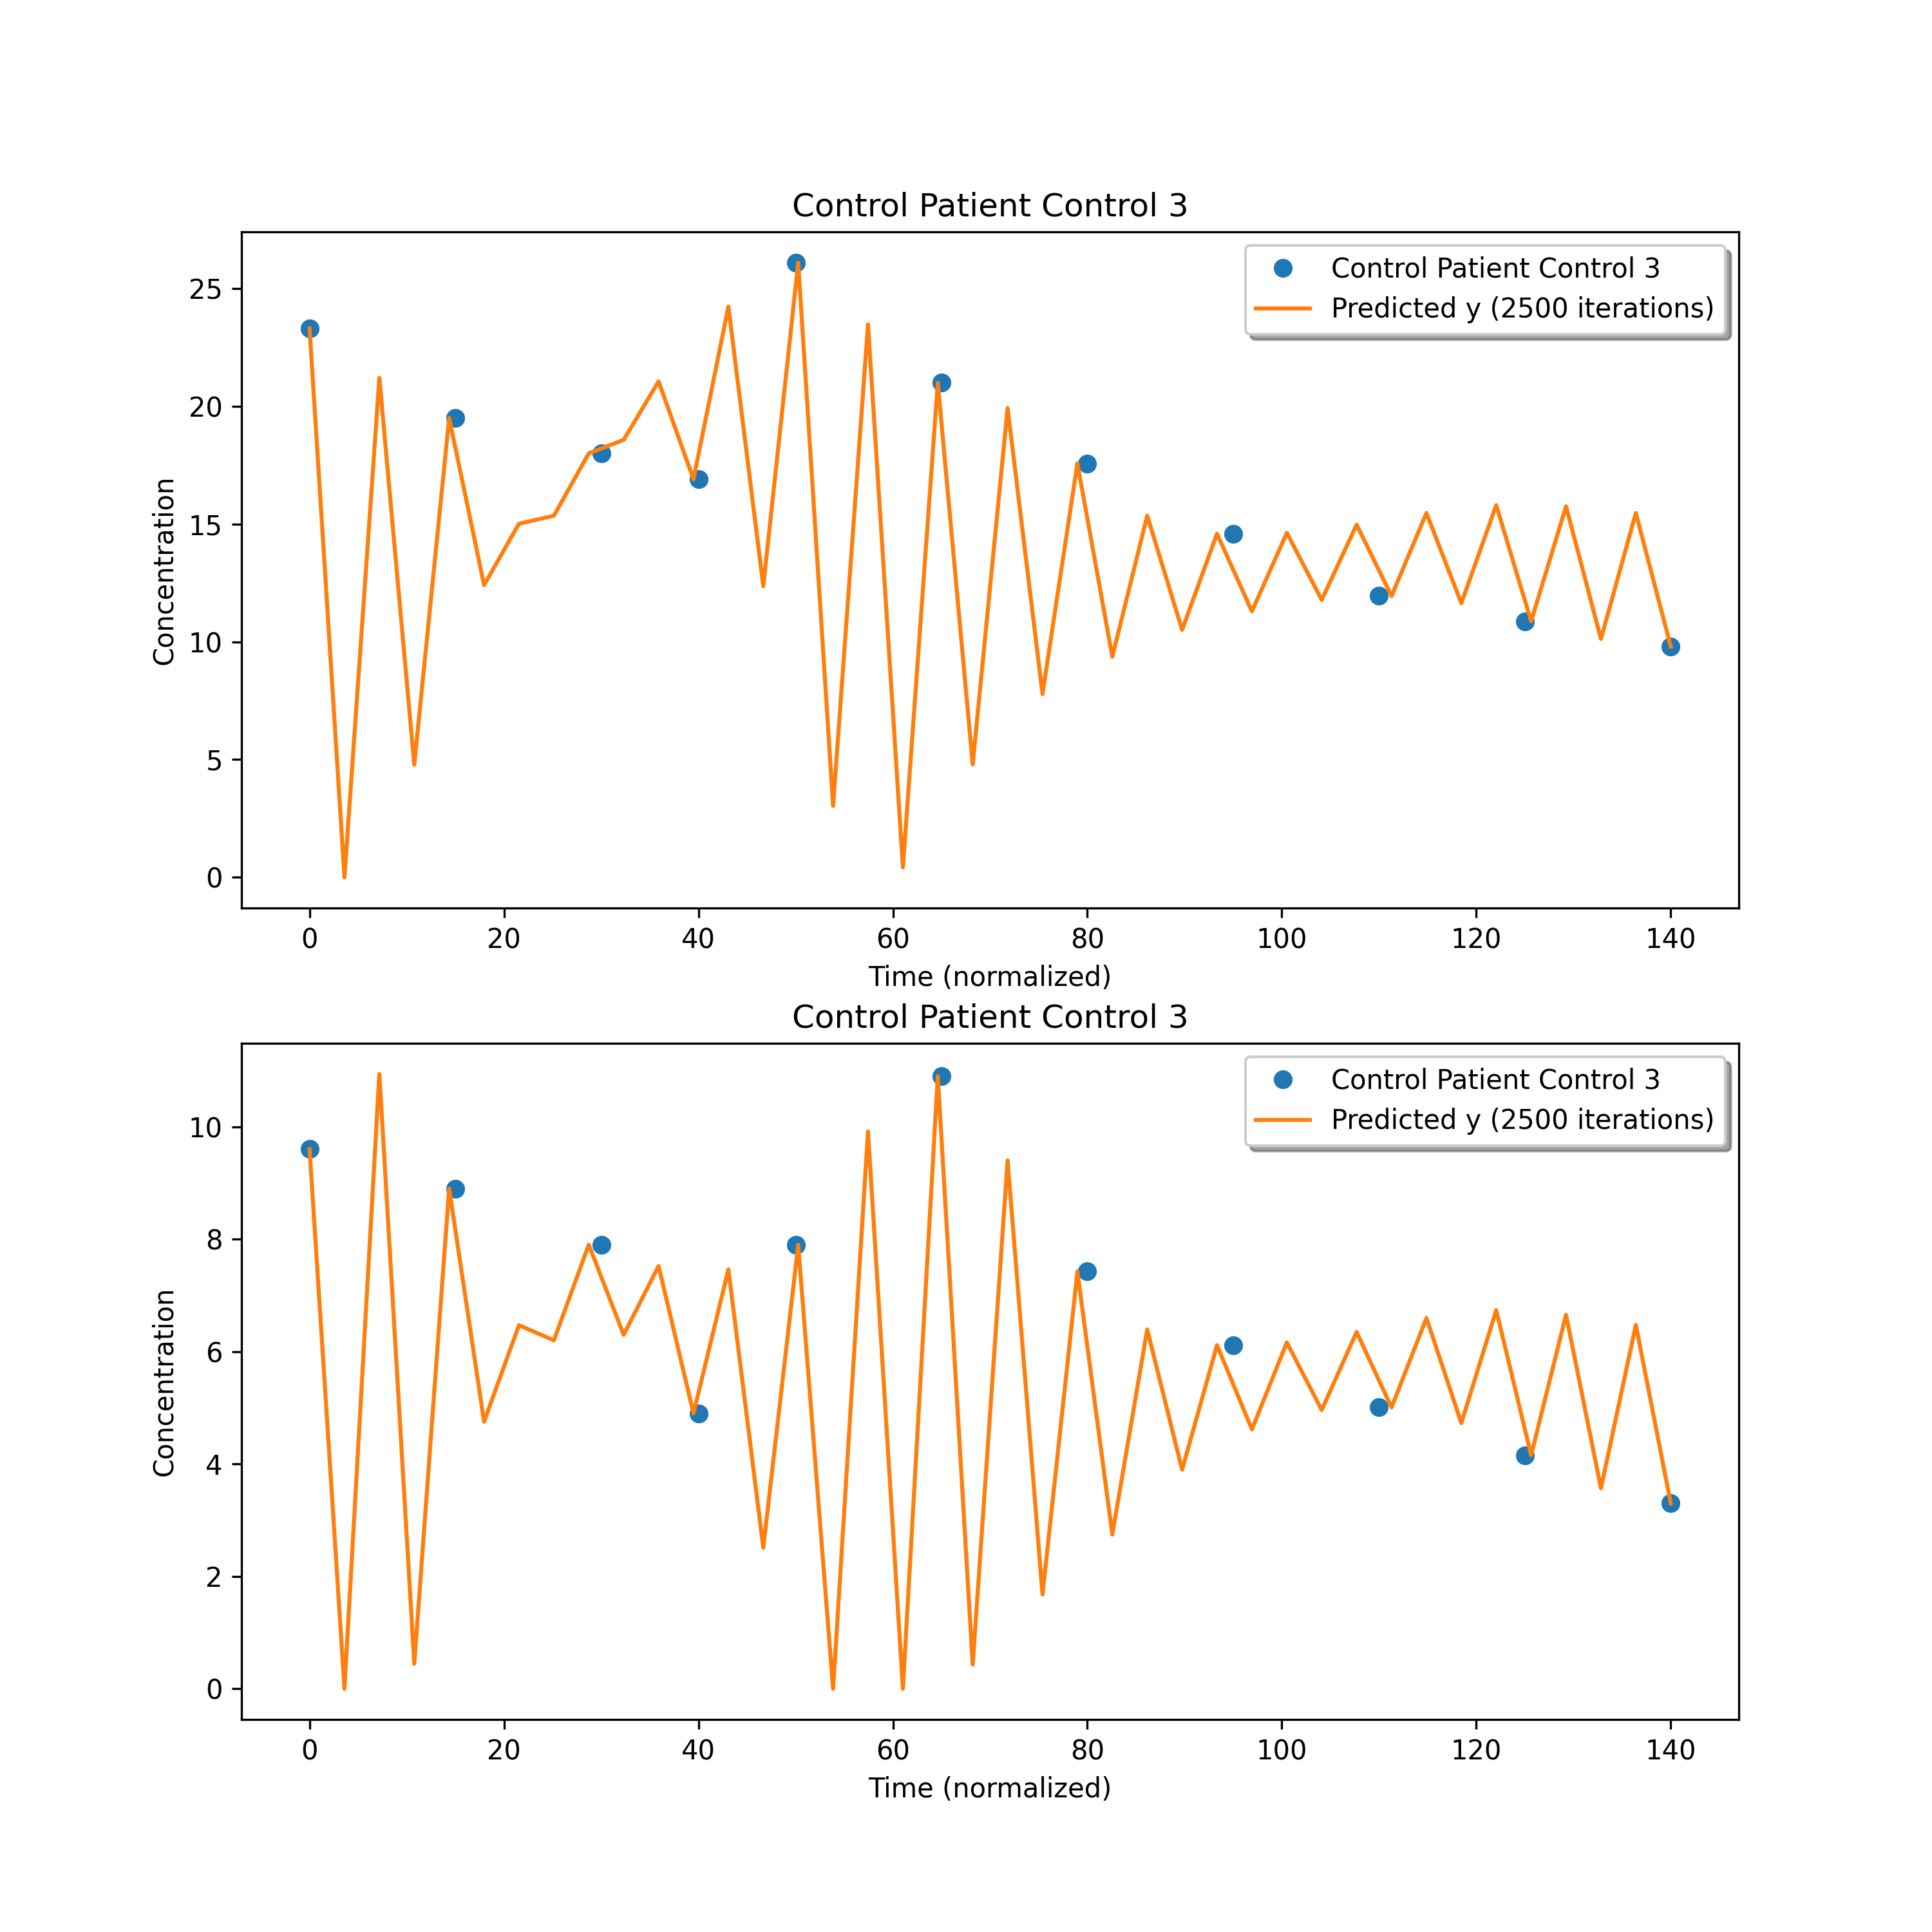 Control Patient Control 3
Control Patient Control 3
Predicted y (2500 iterations)
25
20
15
10
5
0
Concentration
0 20 40 60 80 100 120 140
Time (normalized)
Control Patient Control 3
Control Patient Control 3
Predicted y (2500 iterations)
10
8
6
4
2
0
Concentration
0 20 40 60 80 100 120 140
Time (normalized)